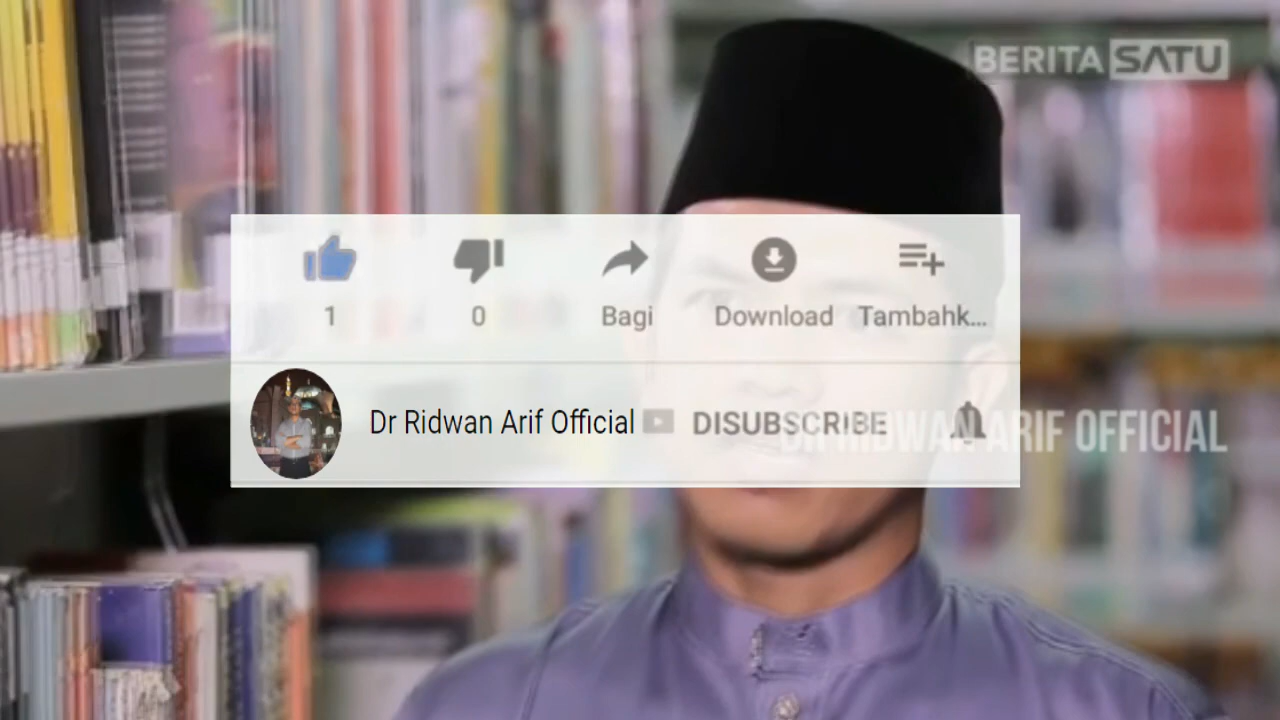 BERITA SATU
1
0
Bagi
Download
Tambahk...
Dr Ridwan Arif Official
DISUBSCRIBE
DR RIDWAN ARIF OFFICIAL